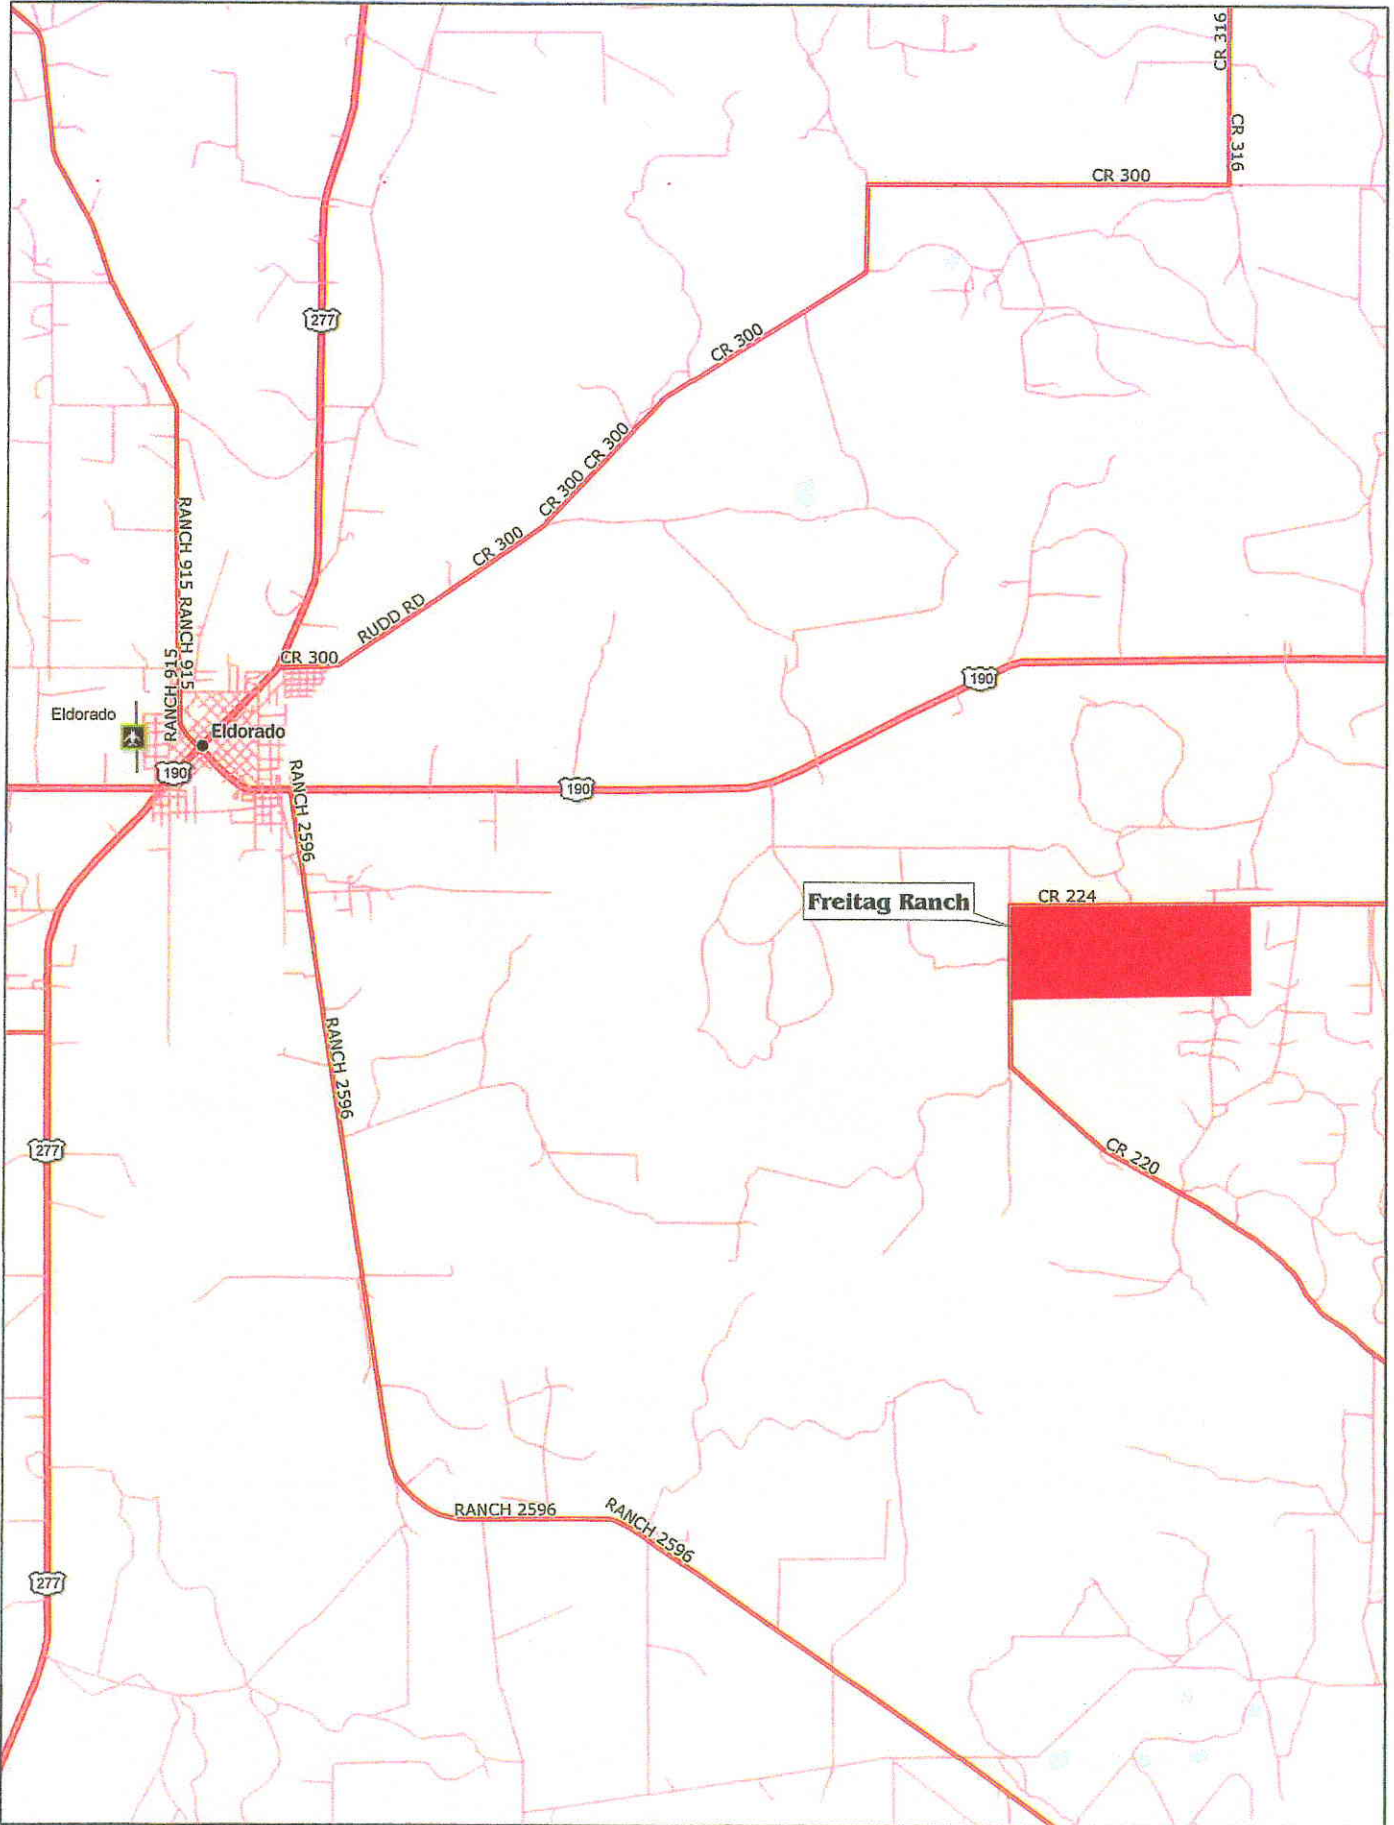 CR 316
CR 316
CR 300
277
CR 300
CR 300
CR 300
CR 300
RANCH 915
RANCH 915
RANCH 915
RUDD RD
CR 300
190
Eldorado
Eldorado
190
190
RANCH 2596
Freitag Ranch
CR 224
RANCH 2596
277
CR 220
RANCH 2596
RANCH 2596
277